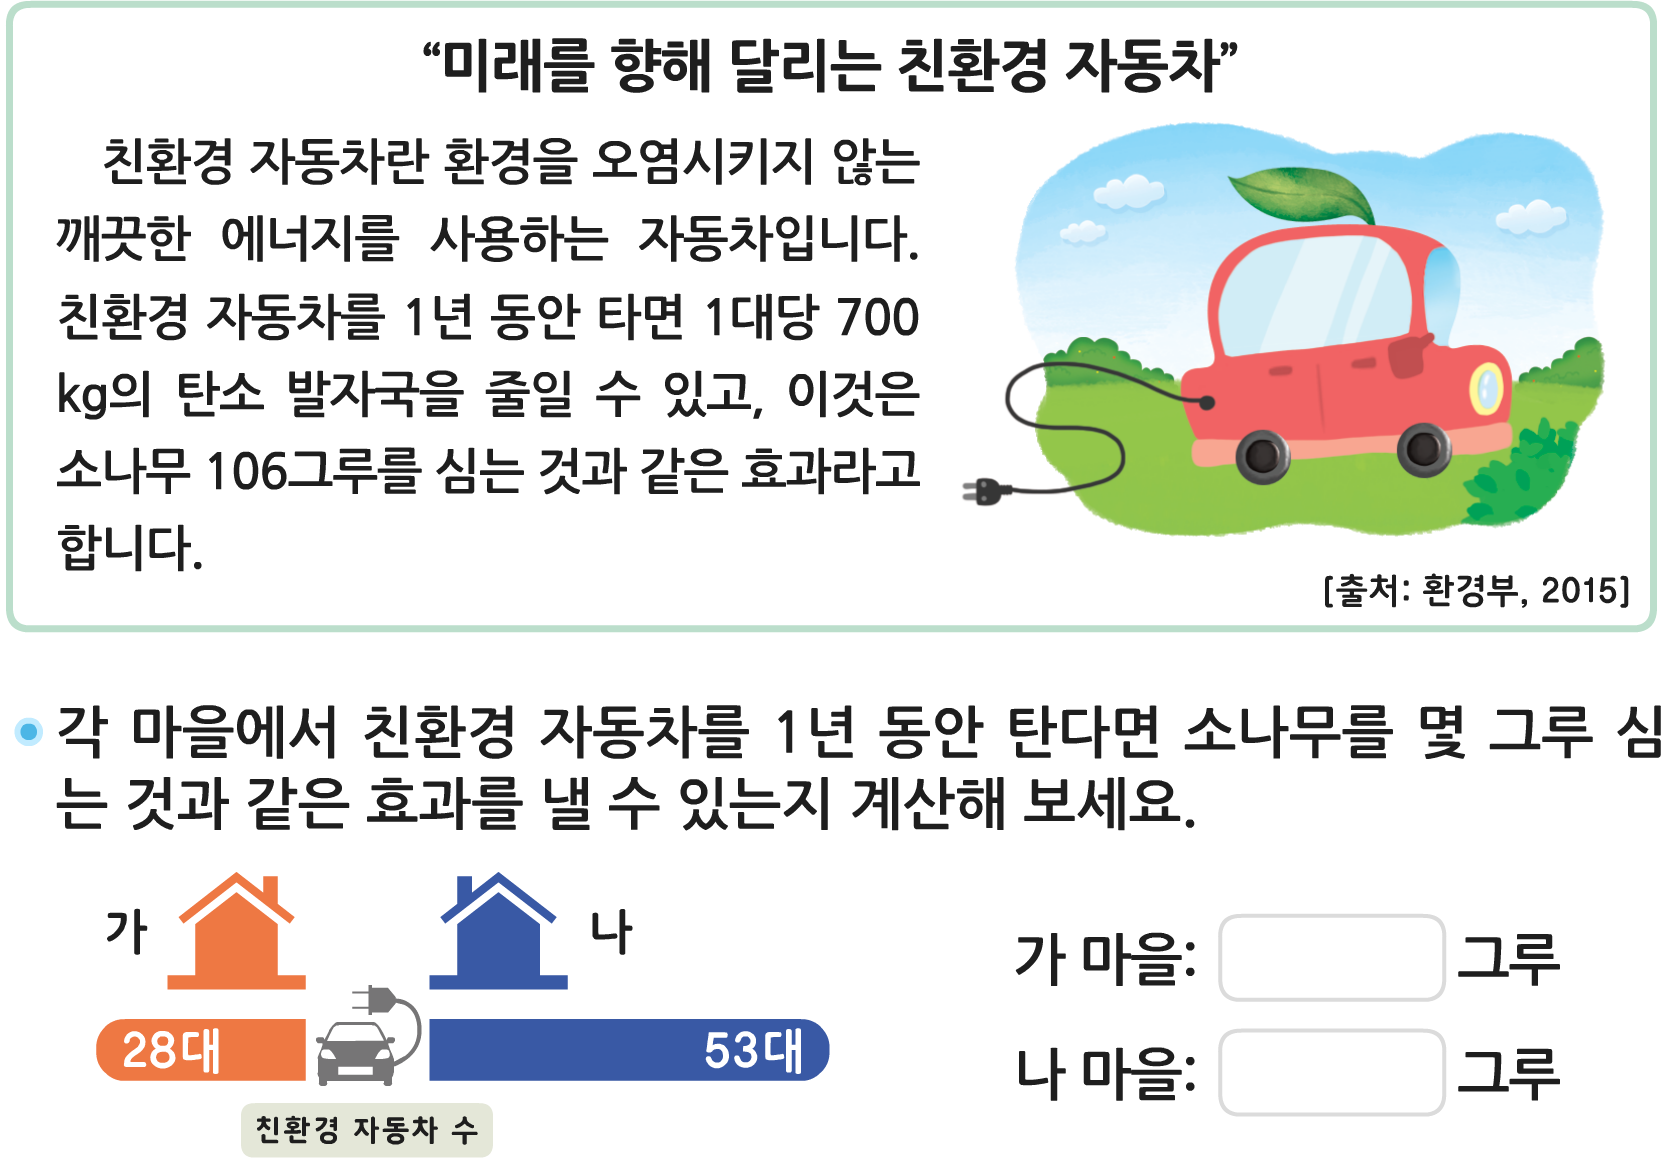 “미래를 향해 달리는 친환경 자동차”
친환경 자동차란 환경을 오염시키지 않는
깨끗한 에너지를 사용하는 자동차입니다.
친환경 자동차를 1년 동안 타면 1대당 700
kg의 탄소 발자국을 줄일 수 있고, 이것은
소나무 106그루를 심는 것과 같은 효과라고
합니다.
[출처: 환경부, 2015]
각 마을에서 친환경 자동차를 1년 동안 탄다면 소나무를 몇 그루 심
는 것과 같은 효과를 낼 수 있는지 계산해 보세요.
가
나
28대
53대
친환경 자동차 수
가 마을: 그루
나 마을: 그루